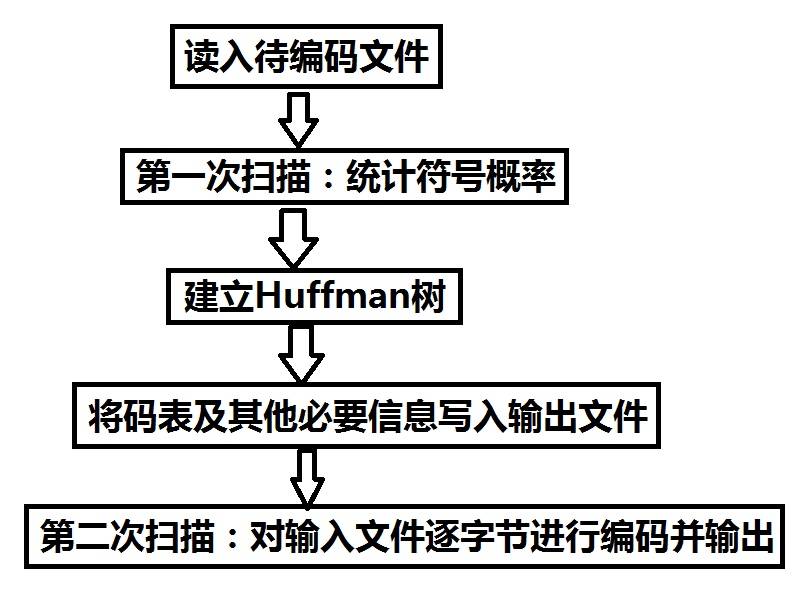 读入待编码文件
第一次扫描：统计符号概率
建立Huffman树
将码表及其他必要信息写入输出文件
第二次扫描：对输入文件逐字节进行编码并输出